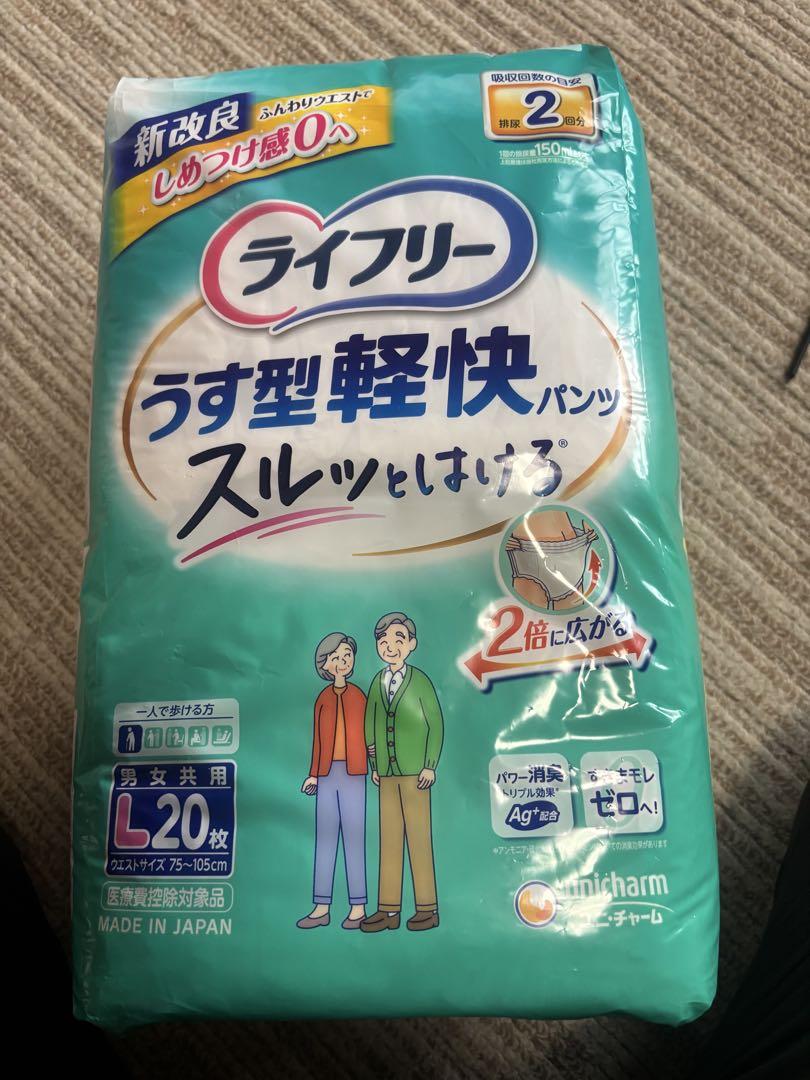 新改良
ふんわりウエストで
しめつけ感0へ
吸収回数の目安
排尿2回分
ライフリー
うす型軽快パンツ
スルッとはける®
2倍に広がる
一人で歩ける方
男女共用
L20枚
ウエストサイズ 75~105cm
医療費控除対象品
MADE IN JAPAN
パワー消臭
トリプル効果*
Ag+配合
モレ
ゼロへ!
unicharm
ユニ・チャーム